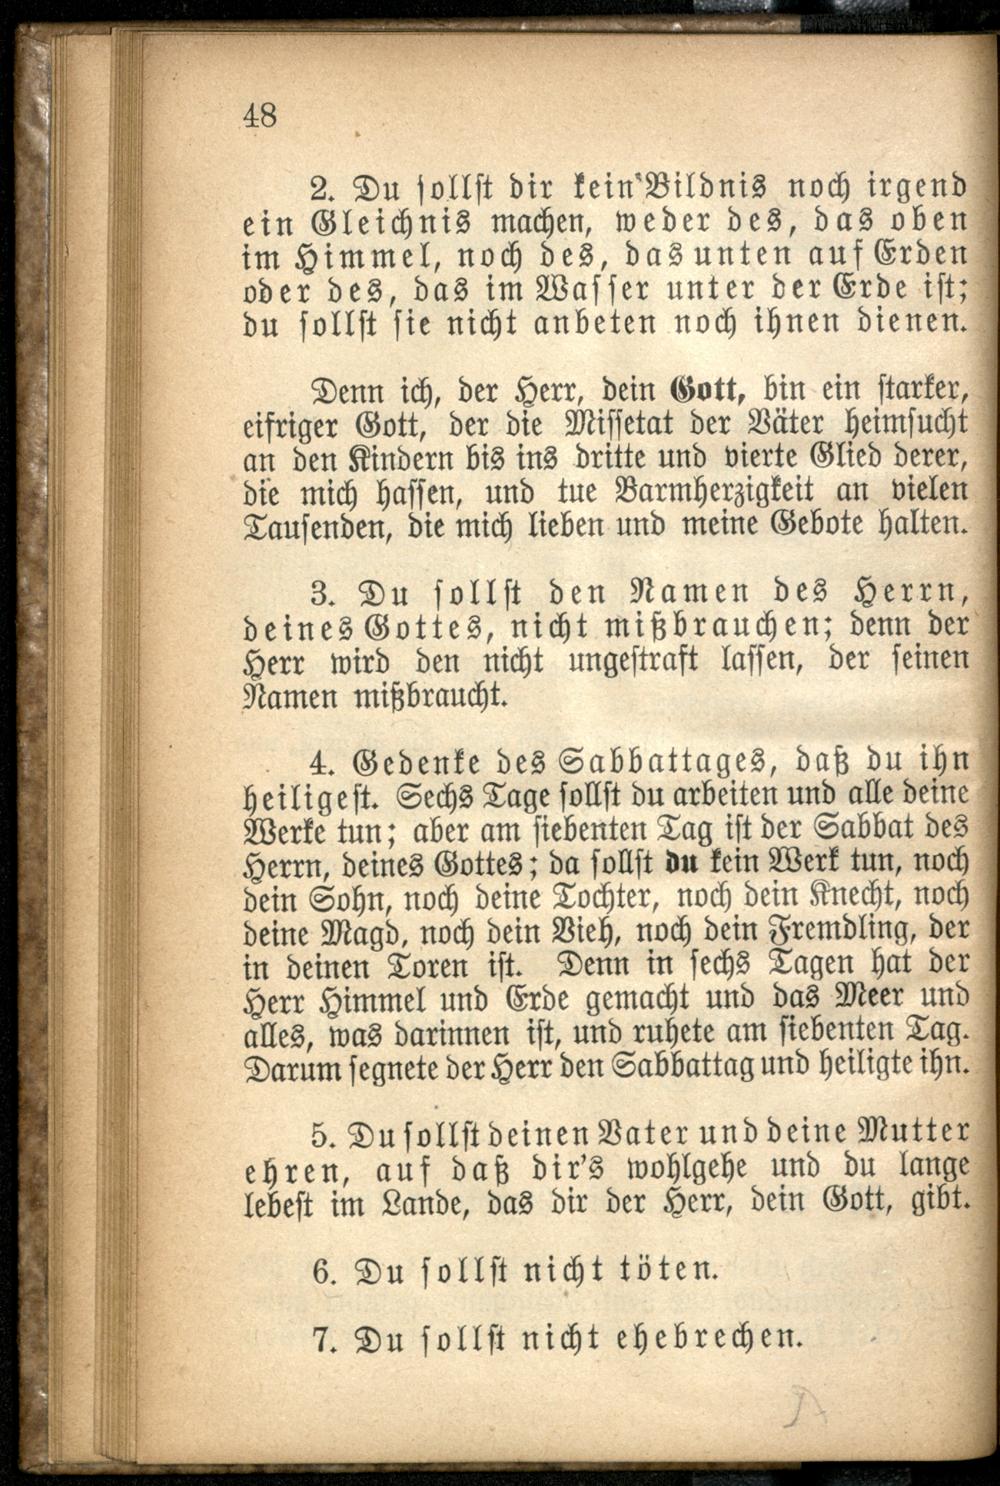 48
2. Du sollst dir kein Bildnis noch irgend
ein Gleichnis machen, weder des, das oben
im Himmel, noch des, das unten auf Erden
oder des, das im Wasser unter der Erde ist;
du sollst sie nicht anbeten noch ihnen dienen.
Denn ich, der Herr, dein Gott, bin ein starker,
eifriger Gott, der die Missetat der Väter heimsucht
an den Kindern bis ins dritte und vierte Glied derer,
die mich hassen, und tue Barmherzigkeit an vielen
Tausenden, die mich lieben und meine Gebote halten.
3. Du sollst den Namen des Herrn,
deines Gottes, nicht mißbrauchen; denn der
Herr wird den nicht ungestraft lassen, der seinen
Namen mißbraucht.
4. Gedenke des Sabbattages, daß du ihn
heiligest. Sechs Tage sollst du arbeiten und alle deine
Werke tun; aber am siebenten Tag ist der Sabbat des
Herrn, deines Gottes; da sollst du kein Werk tun, noch
dein Sohn, noch deine Tochter, noch dein Knecht, noch
deine Magd, noch dein Vieh, noch dein Fremdling, der
in deinen Toren ist. Denn in sechs Tagen hat der
Herr Himmel und Erde gemacht und das Meer und
alles, was darinnen ist, und ruhete am siebenten Tag.
Darum segnete der Herr den Sabbattag und heiligte ihn.
5. Du sollst deinen Vater und deine Mutter
ehren, auf daß dir's wohlgehe und du lange
lebest im Lande, das dir der Herr, dein Gott, gibt.
6. Du sollst nicht töten.
7. Du sollst nicht ehebrechen.